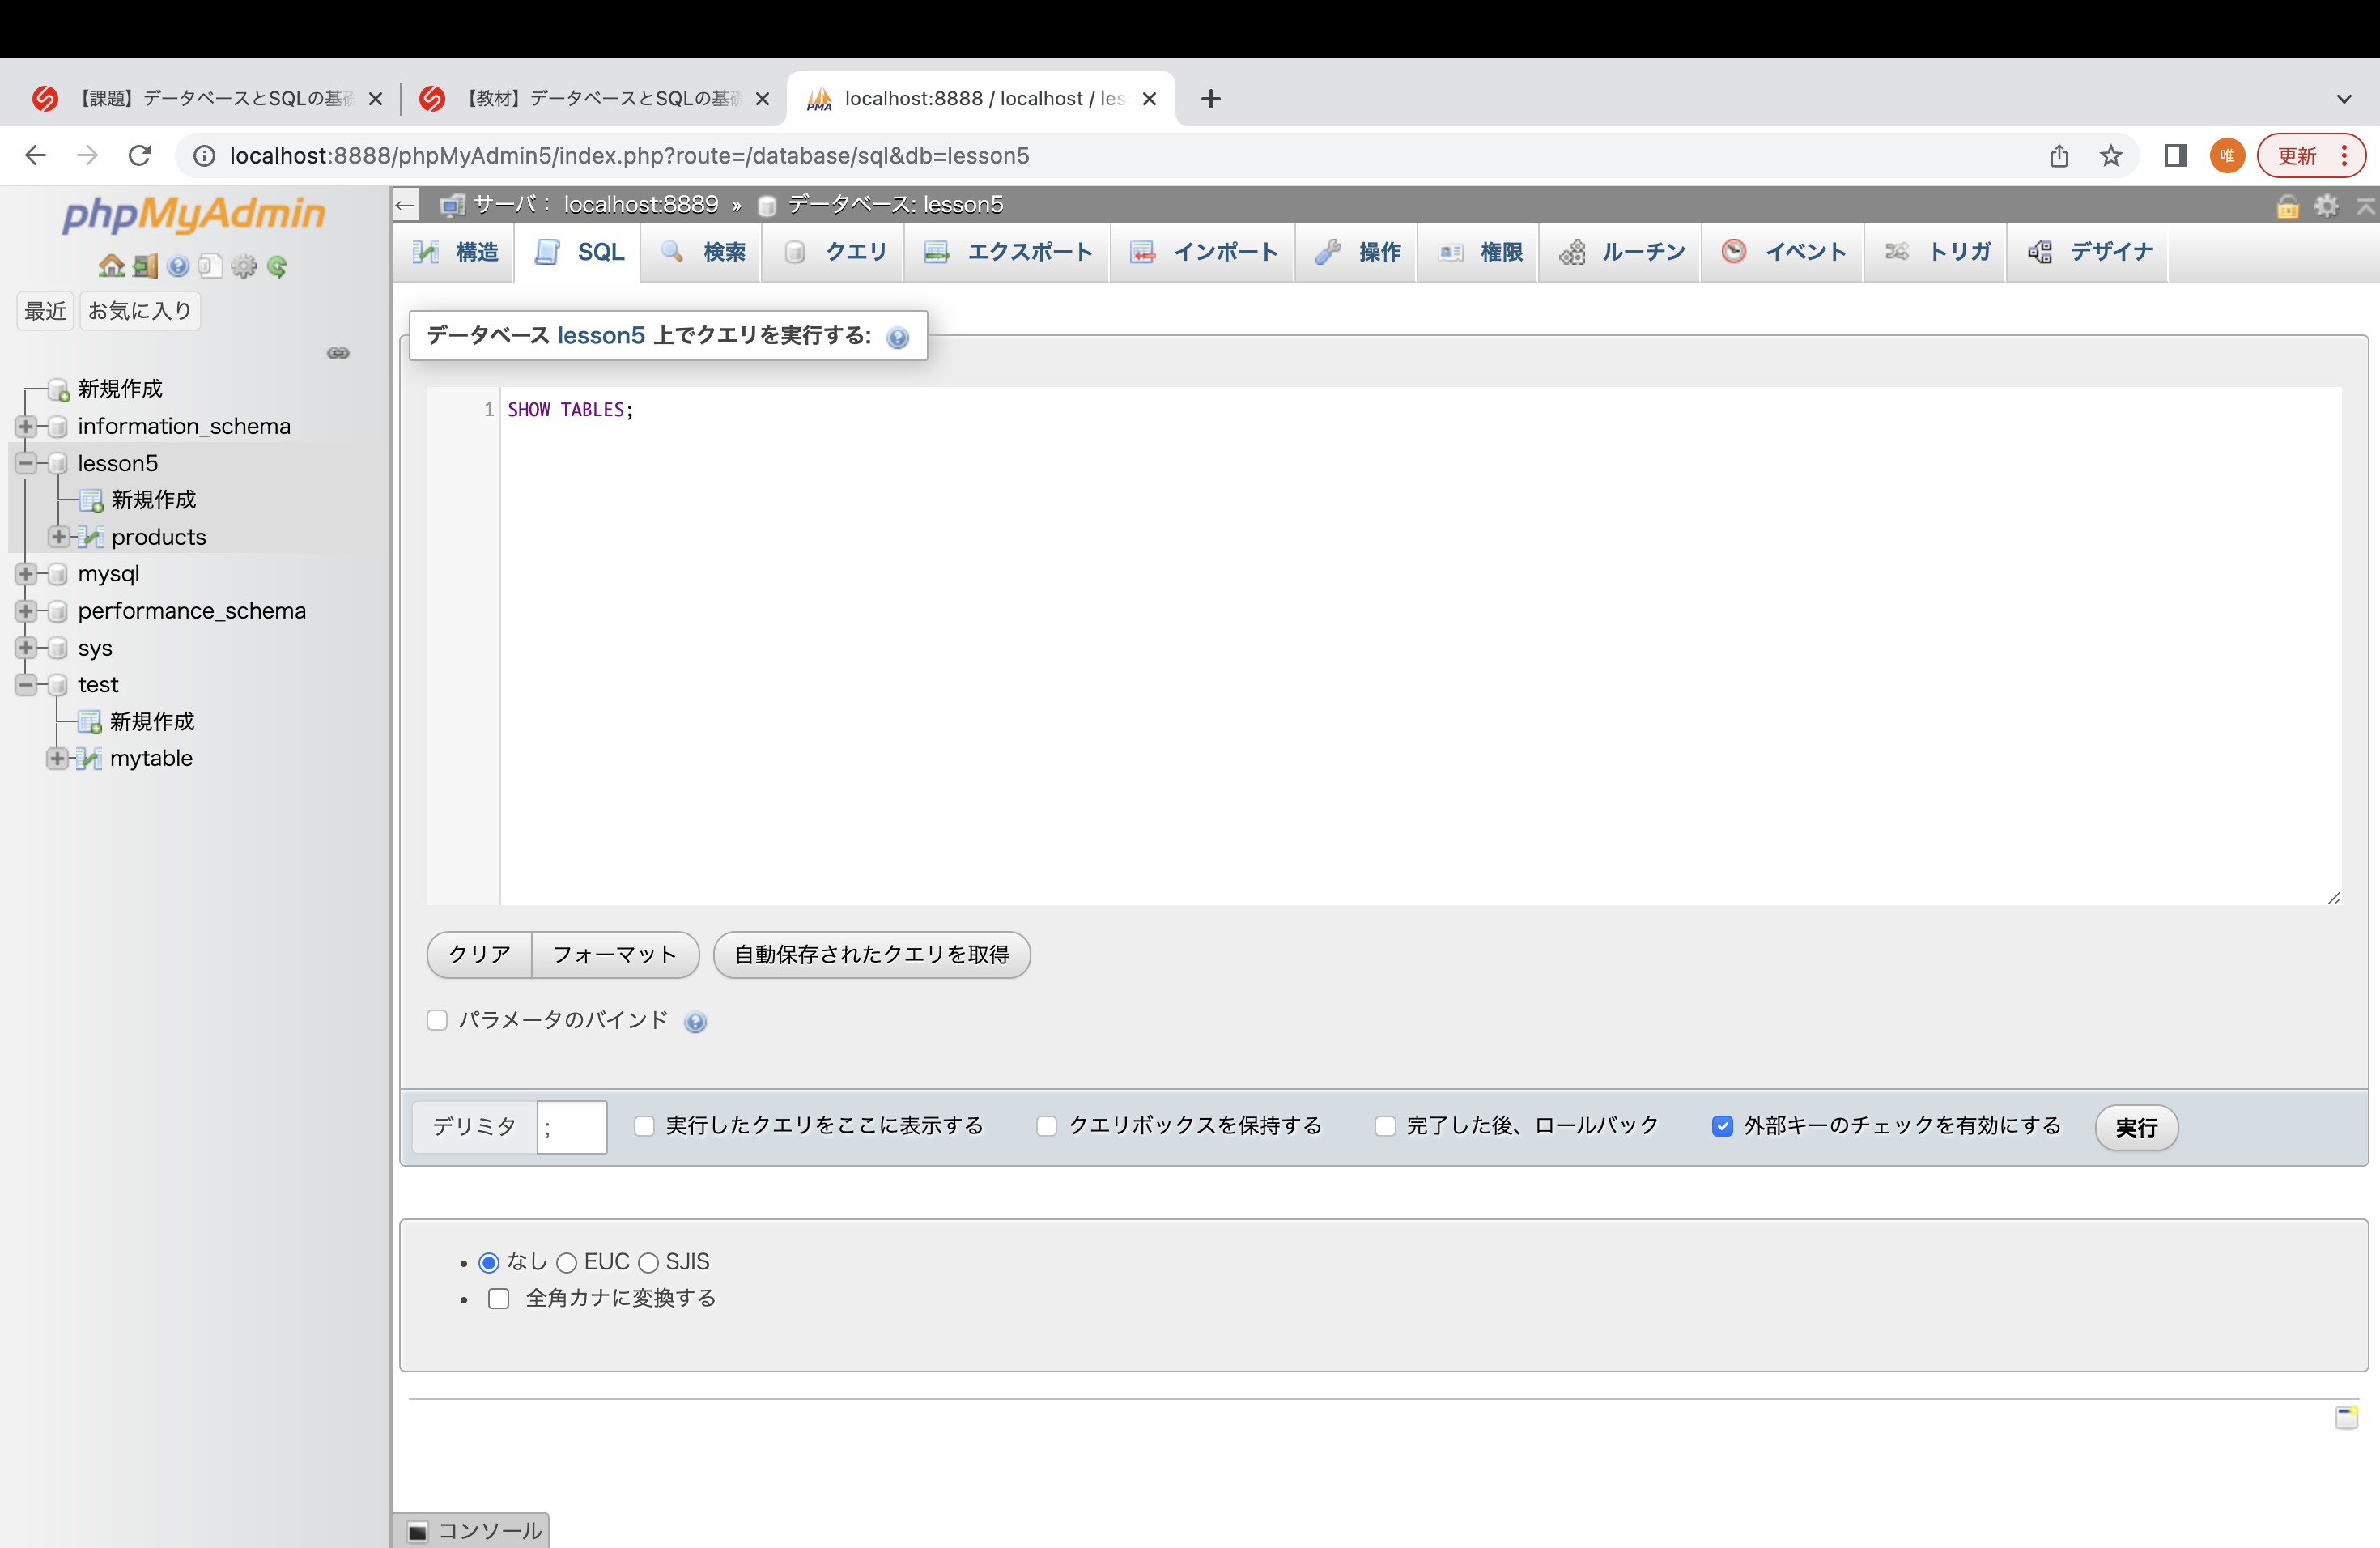 【課題】データベースとSQLの基礎
【教材】データベースとSQLの基礎
PMA localhost:8888 / localhost / les
localhost:8888/phpMyAdmin5/index.php?route=/database/sql&db=lesson5
唯
更新
phpMyAdmin
最近
お気に入り
新規作成
information_schema
lesson5
新規作成
products
mysql
performance_schema
sys
test
新規作成
mytable
サーバ: localhost:8889 » データベース: lesson5
構造
SQL
検索
クエリ
エクスポート
インポート
操作
権限
ルーチン
イベント
トリガ
デザイナ
データベース lesson5 上でクエリを実行する:
1 SHOW TABLES;
クリア
フォーマット
自動保存されたクエリを取得
パラメータのバインド
デリミタ ;
実行したクエリをここに表示する
クエリボックスを保持する
完了した後、ロールバック
外部キーのチェックを有効にする
実行
なし EUC SJIS
全角カナに変換する
コンソール